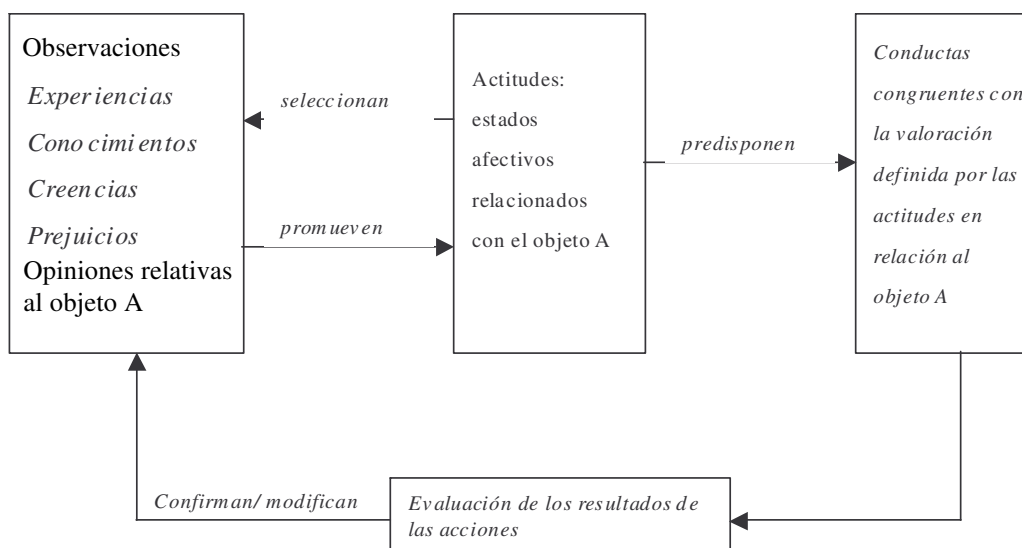 Observaciones
Experiencias
Conocimientos
Creencias
Prejuicios
Opiniones relativas
al objeto A
seleccionan
promueven
Actitudes:
estados
afectivos
relacionados
con el objeto A
predisponen
Conductas
congruentes con
la valoración
definida por las
actitudes en
relación al
objeto A
Evaluación de los resultados de
las acciones
Confirman/ modifican